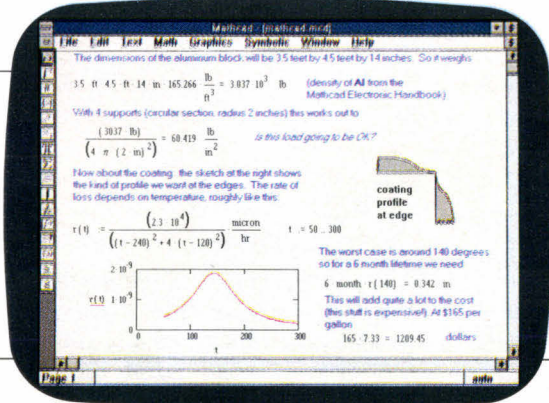 Mathcad - [mathcad.mcd]
File Edit Text Math Graphics Symbolic Window Help
The dimensions of the aluminum block will be 3.5 feet by 4.5 feet by 14 inches. So it weighs
3.5 ft 4.5 ft 14 in 165.266 lb/ft³ = 3.037 10³ lb
(density of Al from the
Mathcad Electronic Handbook)
With 4 supports (circular section, radius 2 inches) this works out to
(3037 lb)/(4 π (2 in)²) = 60.419 lb/in²
is this load going to be OK?
Now about the coating: the sketch at the right shows
the kind of profile we want at the edges. The rate of
loss depends on temperature, roughly like this:
coating
profile
at edge
r(t) := (2.3 10⁴)/((t - 240)² + 4 (t - 120)²) micron/hr
t := 50 .. 300
The worst case is around 140 degrees
so for a 6 month lifetime we need
6 month r(140) = 0.342 in
This will add quite a lot to the cost
(this stuff is expensive!). At $165 per
gallon
165 7.33 = 1209.45 dollars
2 10⁻⁹
r(t) 1 10⁻⁹
0
0 100 200 300
t
Page 1
auto